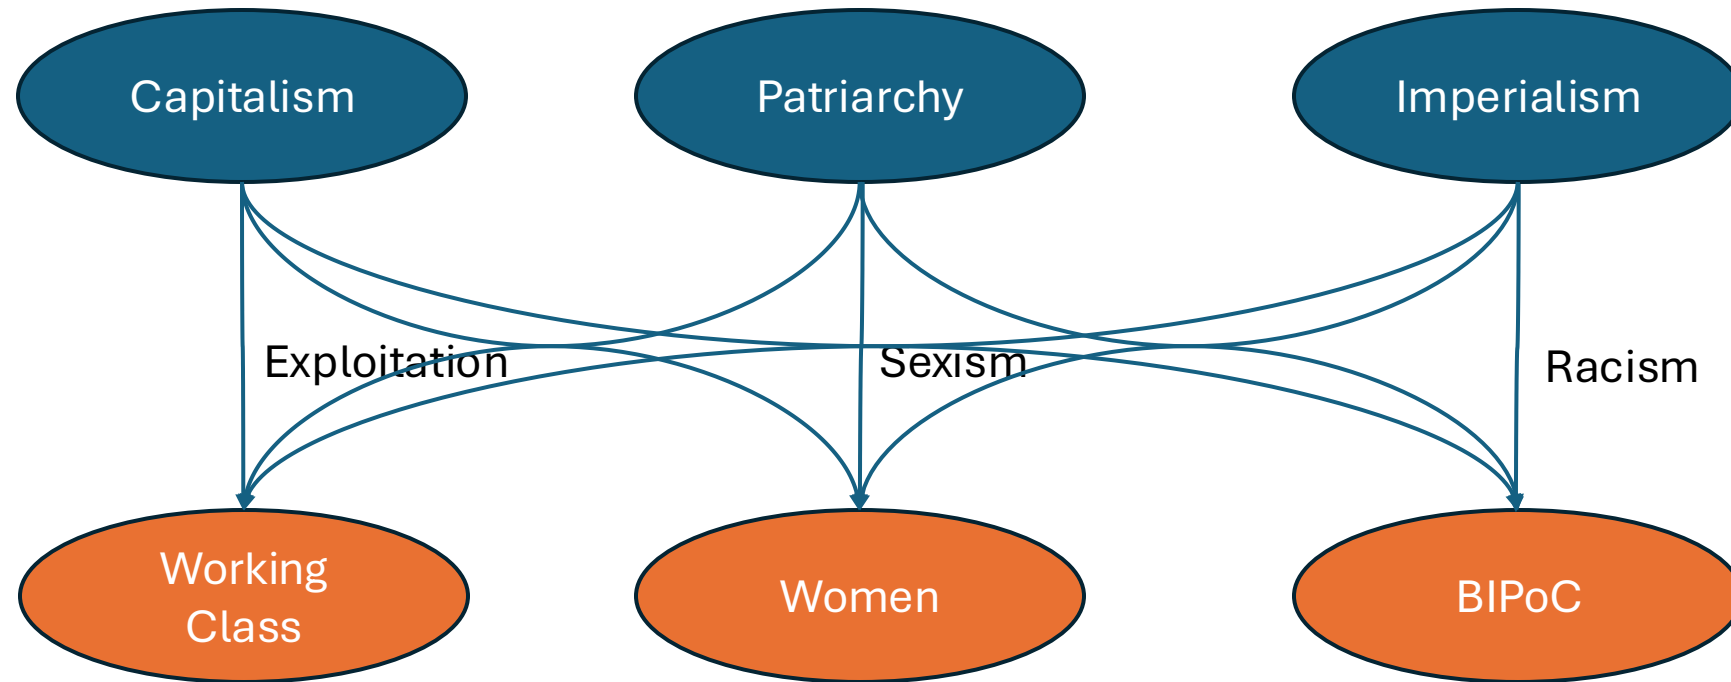 Capitalism
Patriarchy
Imperialism
Exploitation
Sexism
Racism
Working
Class
Women
BIPoC